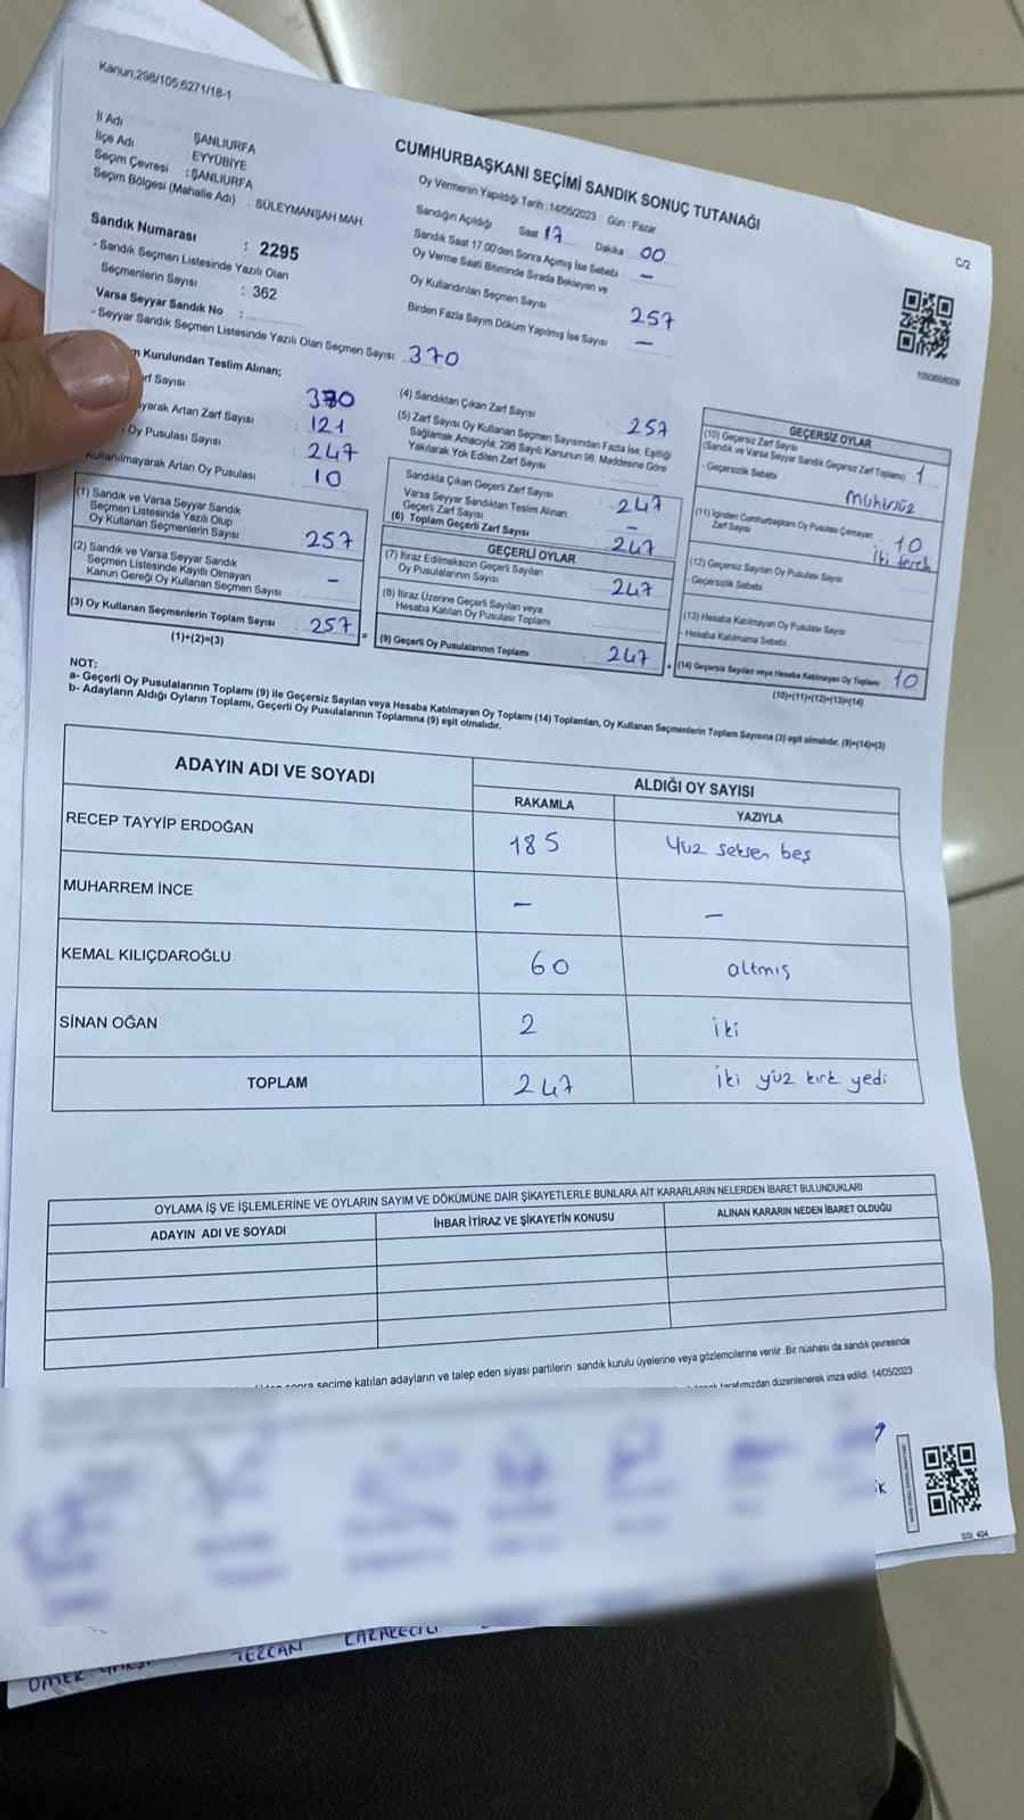 Kanun;298/105;6271/18-1
CUMHURBAŞKANI SEÇİMİ SANDIK SONUÇ TUTANAĞI
C/2
İl Adı ŞANLIURFA
İlçe Adı EYYÜBİYE
Seçim Çevresi :ŞANLIURFA
Seçim Bölgesi (Mahalle Adı) SÜLEYMANŞAH MAH
Oy Vermenin Yapıldığı Tarih :14/05/2023 Gün : Pazar
Sandığın Açıldığı Saat 17 Dakika 00
Sandık Saat 17.00'den Sonra Açılmış İse Sebebi —
Oy Verme Saati Bitiminde Sırada Bekleyen ve
Oy Kullandırılan Seçmen Sayısı 257
Birden Fazla Sayım Döküm Yapılmış İse Sayısı —
Sandık Numarası : 2295
- Sandık Seçmen Listesinde Yazılı Olan
Seçmenlerin Sayısı : 362
Varsa Seyyar Sandık No :
- Seyyar Sandık Seçmen Listesinde Yazılı Olan Seçmen Sayısı 370
Kurulundan Teslim Alınan;
Sayısı 380
Artan Zarf Sayısı 121
Oy Pusulası Sayısı 247
Kullanılmayarak Artan Oy Pusulası 10
(1) Sandık ve Varsa Seyyar Sandık
Seçmen Listesinde Yazılı Olup
Oy Kullanan Seçmenlerin Sayısı 257
(2) Sandık ve Varsa Seyyar Sandık
Seçmen Listesinde Kayıtlı Olmayan
Kanun Gereği Oy Kullanan Seçmen Sayısı —
(3) Oy Kullanan Seçmenlerin Toplam Sayısı 257 =
(1)+(2)=(3)
(4) Sandıktan Çıkan Zarf Sayısı 257
(5) Zarf Sayısı Oy Kullanan Seçmen Sayısından Fazla İse, Eşitliği
Sağlamak Amacıyla, 298 Sayılı Kanunun 98. Maddesine Göre
Yakılarak Yok Edilen Zarf Sayısı
Sandıkta Çıkan Geçerli Zarf Sayısı 247
Varsa Seyyar Sandıktan Teslim Alınan
Geçerli Zarf Sayısı -
(6) Toplam Geçerli Zarf Sayısı 247
GEÇERLİ OYLAR
(7) İtiraz Edilmeksizin Geçerli Sayılan
Oy Pusulalarının Sayısı 247
(8) İtiraz Üzerine Geçerli Sayılan veya
Hesaba Katılan Oy Pusulası Toplamı
(9) Geçerli Oy Pusulalarının Toplamı 247 +
GEÇERSİZ OYLAR
(10) Geçersiz Zarf Sayısı
(Sandık ve Varsa Seyyar Sandık Geçersiz Zarf Toplamı) 1
- Geçersizlik Sebebi mühürsüz
(11) İçinden Cumhurbaşkanı Oy Pusulası Çıkmayan
Zarf Sayısı 10
(12) Geçersiz Sayılan Oy Pusulası Sayısı iki tercih
- Geçersizlik Sebebi
(13) Hesaba Katılmayan Oy Pusulası Sayısı
- Hesaba Katılmama Sebebi
(14) Geçersiz Sayılan veya Hesaba Katılmayan Oy Toplamı 10
(10)+(11)+(12)+(13)=(14)
NOT:
a- Geçerli Oy Pusulalarının Toplamı (9) ile Geçersiz Sayılan veya Hesaba Katılmayan Oy Toplamı (14) Toplamları, Oy Kullanan Seçmenlerin Toplam Sayısına (3) eşit olmalıdır. (9)+(14)=(3)
b- Adayların Aldığı Oyların Toplamı, Geçerli Oy Pusulalarının Toplamına (9) eşit olmalıdır.
ADAYIN ADI VE SOYADI ALDIĞI OY SAYISI
RAKAMLA YAZIYLA
RECEP TAYYİP ERDOĞAN 185 Yüz seksen beş
MUHARREM İNCE — —
KEMAL KILIÇDAROĞLU 60 altmış
SİNAN OĞAN 2 iki
TOPLAM 247 iki yüz kırk yedi
OYLAMA İŞ VE İŞLEMLERİNE VE OYLARIN SAYIM VE DÖKÜMÜNE DAİR ŞİKAYETLERLE BUNLARA AİT KARARLARIN NELERDEN İBARET BULUNDUKLARI
ADAYIN ADI VE SOYADI İHBAR İTİRAZ VE ŞİKAYETİN KONUSU ALINAN KARARIN NEDEN İBARET OLDUĞU
seçime katılan adayların ve talep eden siyasi partilerin sandık kurulu üyelerine veya gözlemcilerine verilir. Bir nüshası da sandık çevresinde
tarafımızdan düzenlenerek imza edildi. 14/05/2023
ÖMER TEZCAN